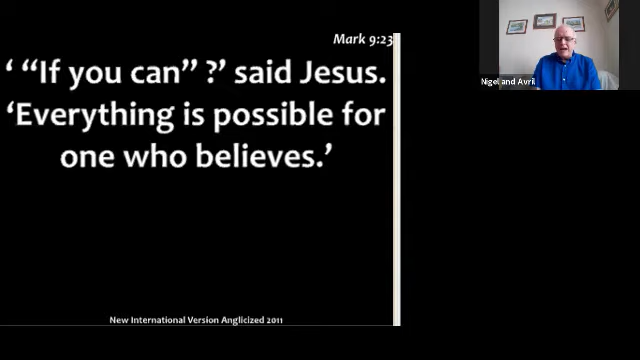 Mark 9:23
‘ “If you can” ?’ said Jesus.
‘Everything is possible for
one who believes.’
New International Version Anglicized 2011
Nigel and Avril